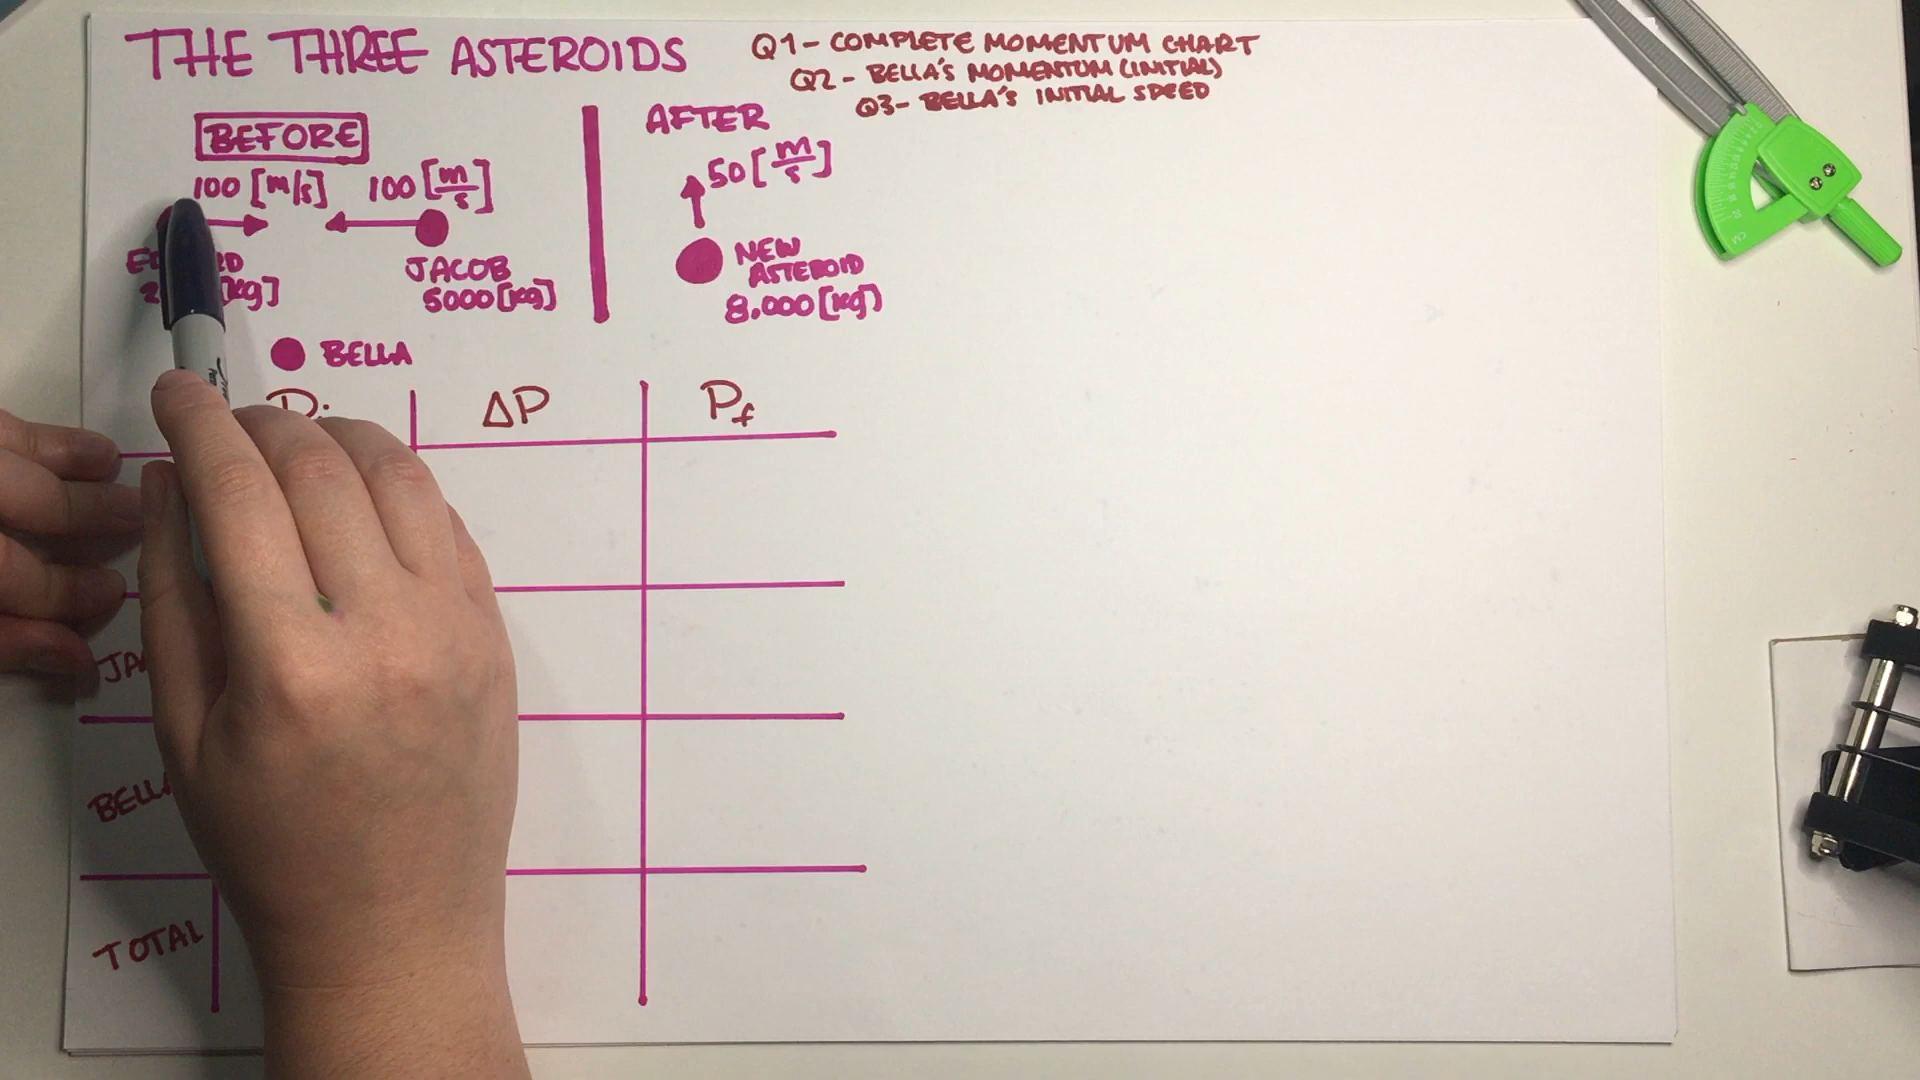 THE THREE ASTEROIDS
Q1 - COMPLETE MOMENTUM CHART
Q2 - BELLA'S MOMENTUM (INITIAL)
Q3 - BELLA'S INITIAL SPEED
BEFORE
100 [m/s]
100 [m/s]
[kg]
JACOB
5000 [kg]
BELLA
AFTER
50 [m/s]
NEW
ASTEROID
8.000 [kg]
ΔP
Pf
TOTAL